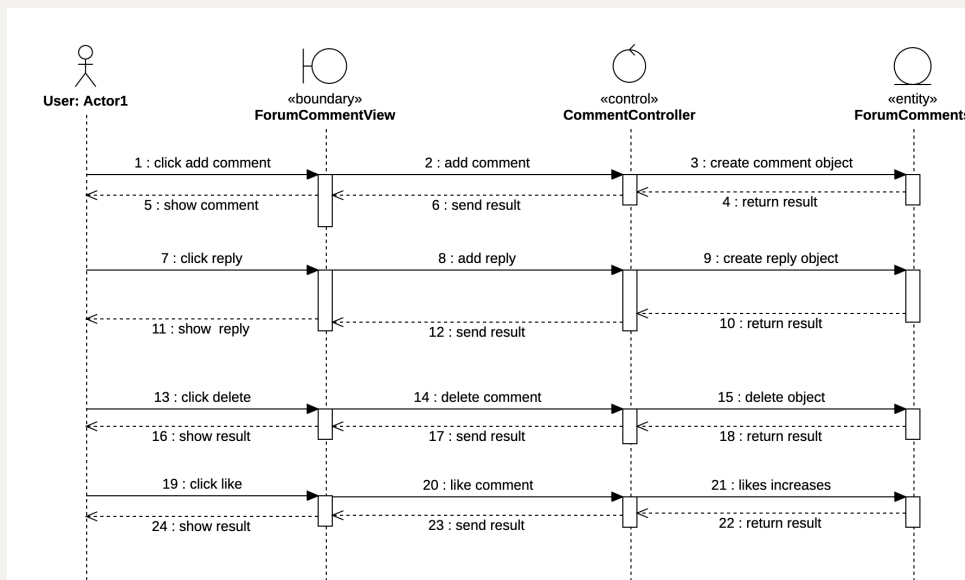 User: Actor1
«boundary»
ForumCommentView
«control»
CommentController
«entity»
ForumComments
1 : click add comment
2 : add comment
3 : create comment object
5 : show comment
6 : send result
4 : return result
7 : click reply
8 : add reply
9 : create reply object
11 : show  reply
12 : send result
10 : return result
13 : click delete
14 : delete comment
15 : delete object
16 : show result
17 : send result
18 : return result
19 : click like
20 : like comment
21 : likes increases
24 : show result
23 : send result
22 : return result